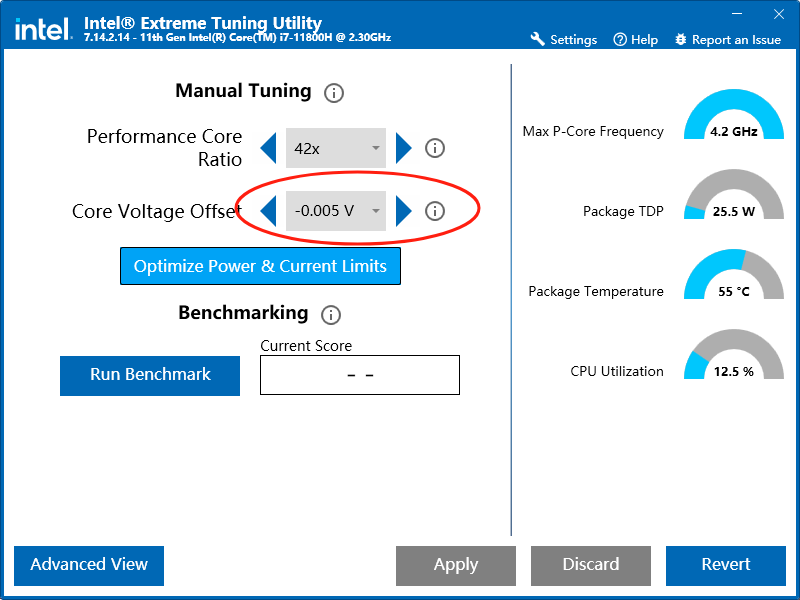 intel.
Intel® Extreme Tuning Utility
7.14.2.14 - 11th Gen Intel(R) Core(TM) i7-11800H @ 2.30GHz
Settings
Help
Report an Issue
Manual Tuning
Performance Core
Ratio
42x
Core Voltage Offset
-0.005 V
Optimize Power & Current Limits
Benchmarking
Current Score
Run Benchmark
– –
Max P-Core Frequency
4.2 GHz
Package TDP
25.5 W
Package Temperature
55 °C
CPU Utilization
12.5 %
Advanced View
Apply
Discard
Revert